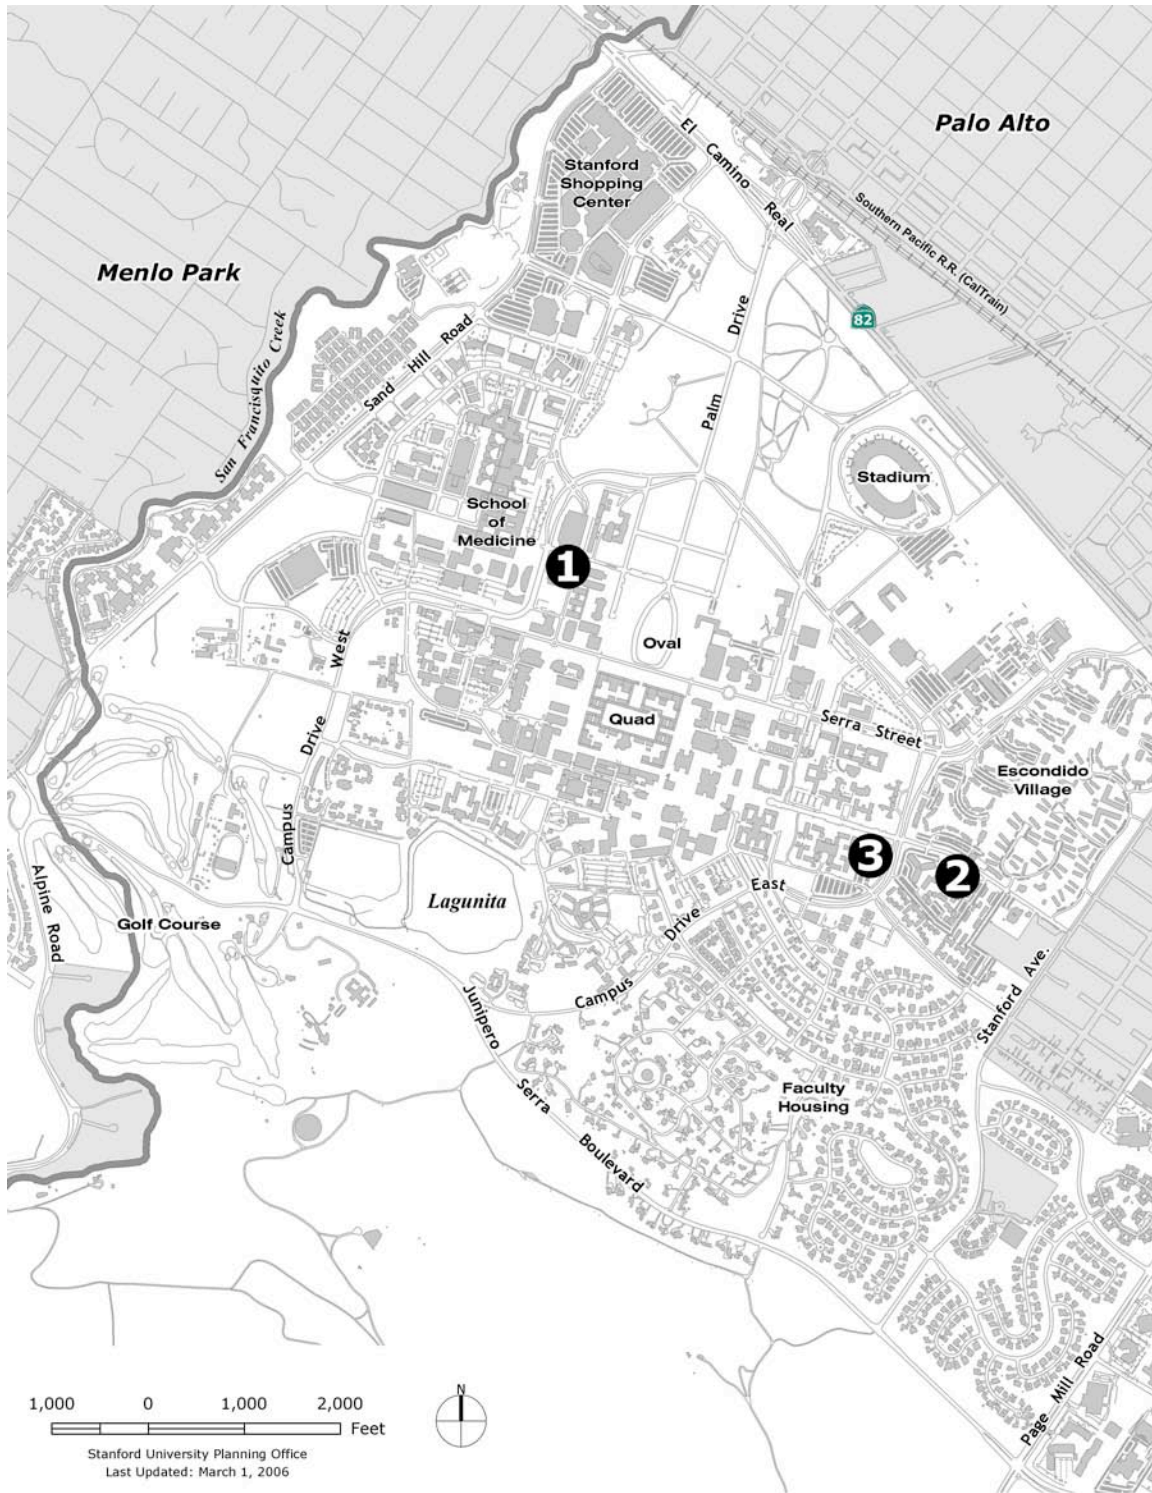 Palo Alto
El Camino Real
Stanford
Shopping
Center
Southern Pacific R.R. (CalTrain)
Menlo Park
82
San Francisquito Creek
Sand Hill Road
Palm Drive
Stadium
School
of
Medicine
1
Oval
Campus Drive West
Quad
Serra Street
Escondido
Village
3
2
Campus Drive East
Alpine Road
Lagunita
Golf Course
Stanford Ave.
Junipero Serra Boulevard
Faculty
Housing
Page Mill Road
1,000 0 1,000 2,000
Feet
N
Stanford University Planning Office
Last Updated: March 1, 2006